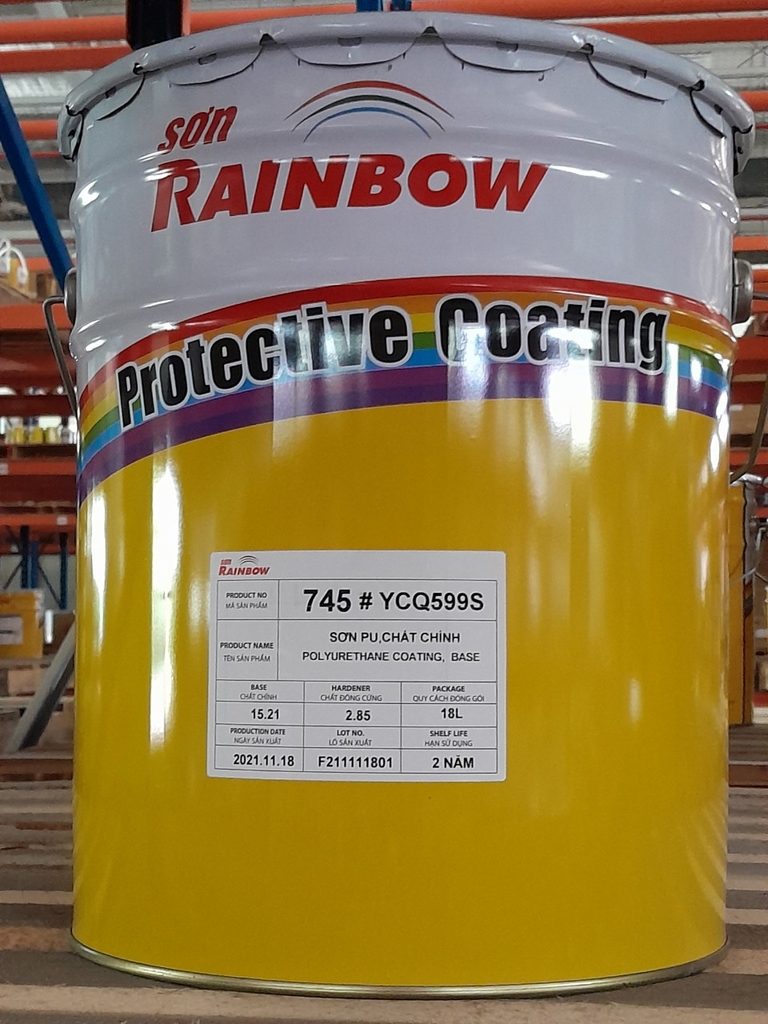 sơn
RAINBOW
Protective Coating
sơn
RAINBOW
PRODUCT NO
MÃ SẢN PHẨM
745 # YCQ599S
PRODUCT NAME
TÊN SẢN PHẨM
SƠN PU,CHẤT CHÍNH
POLYURETHANE COATING, BASE
BASE
CHẤT CHÍNH
HARDENER
CHẤT ĐÓNG CỨNG
PACKAGE
QUY CÁCH ĐÓNG GÓI
15.21
2.85
18L
PRODUCTION DATE
NGÀY SẢN XUẤT
LOT NO.
LÔ SẢN XUẤT
SHELF LIFE
HẠN SỬ DỤNG
2021.11.18
F211111801
2 NĂM